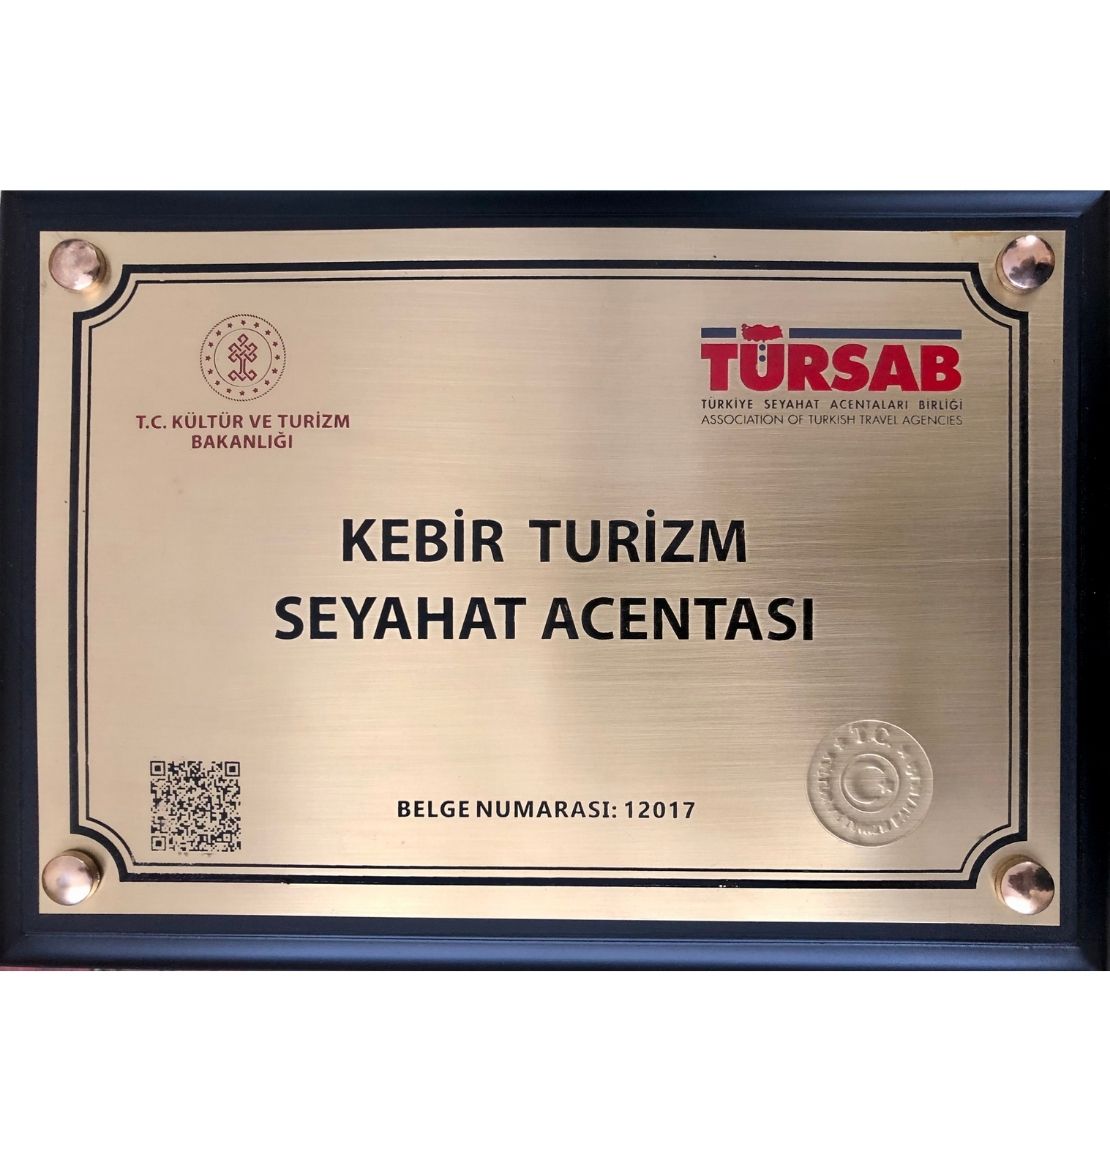 T.C. KÜLTÜR VE TURİZM
BAKANLIĞI
TÜRSAB
TÜRKİYE SEYAHAT ACENTALARI BİRLİĞİ
ASSOCIATION OF TURKISH TRAVEL AGENCIES
KEBİR TURİZM
SEYAHAT ACENTASI
BELGE NUMARASI: 12017
T.C.